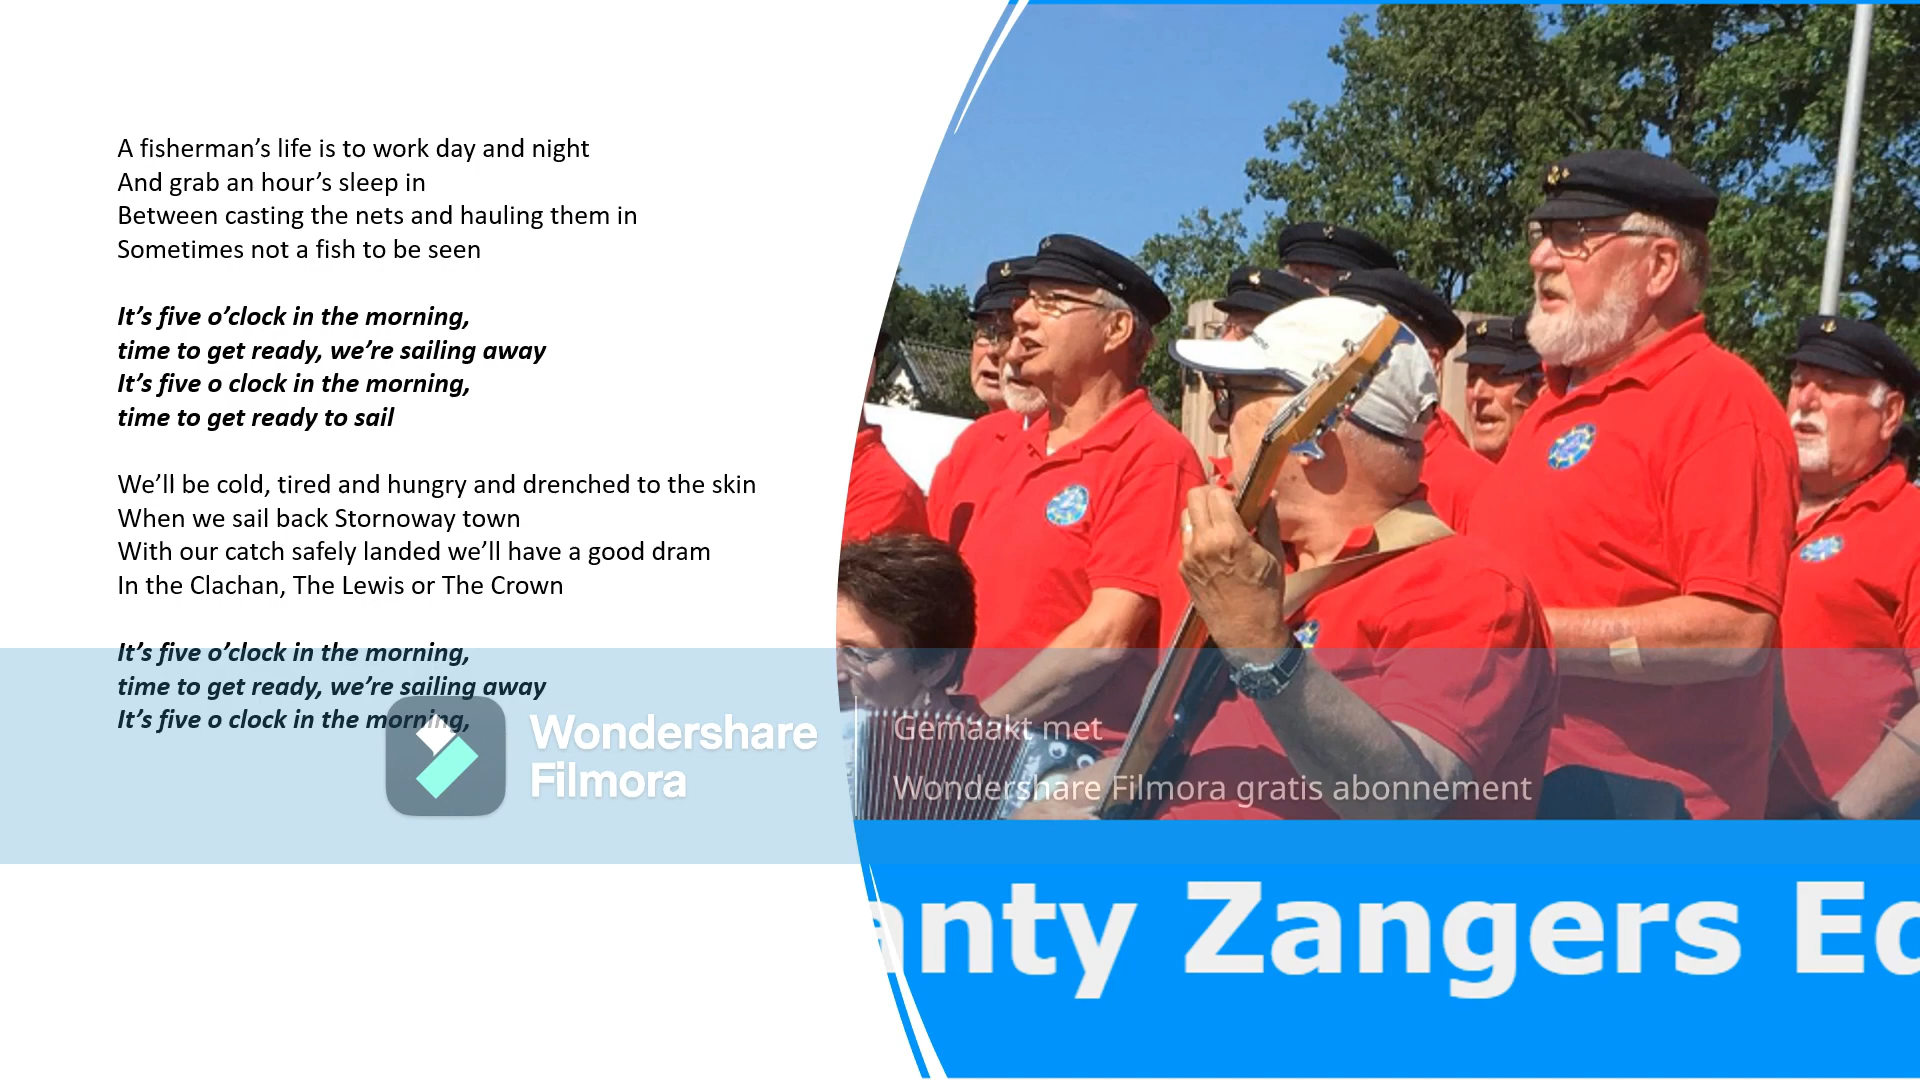 A fisherman’s life is to work day and night
And grab an hour’s sleep in
Between casting the nets and hauling them in
Sometimes not a fish to be seen
It’s five o’clock in the morning,
time to get ready, we’re sailing away
It’s five o clock in the morning,
time to get ready to sail
We’ll be cold, tired and hungry and drenched to the skin
When we sail back Stornoway town
With our catch safely landed we’ll have a good dram
In the Clachan, The Lewis or The Crown
It’s five o’clock in the morning,
time to get ready, we’re sailing away
It’s five o clock in the morning,
Wondershare
Filmora
Gemaakt met
Wondershare Filmora gratis abonnement
anty Zangers Ed